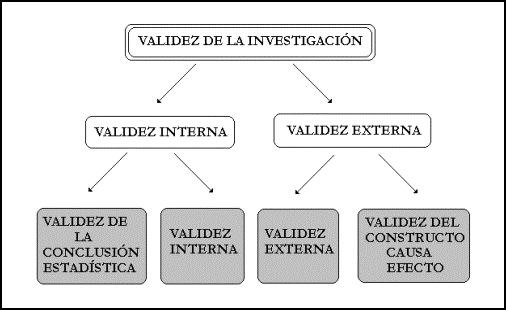 VALIDEZ DE LA INVESTIGACIÓN
VALIDEZ INTERNA
VALIDEZ EXTERNA
VALIDEZ DE
LA
CONCLUSIÓN
ESTADÍSTICA
VALIDEZ
INTERNA
VALIDEZ
EXTERNA
VALIDEZ DEL
CONSTRUCTO
CAUSA
EFECTO